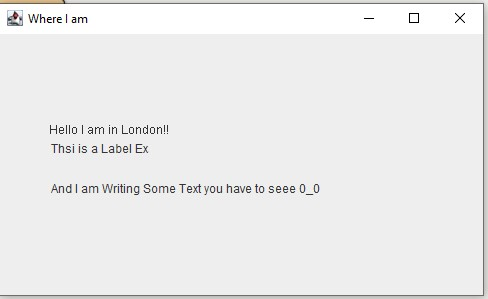 Where I am
Hello I am in London!!
Thsi is a Label Ex
And I am Writing Some Text you have to seee 0_0